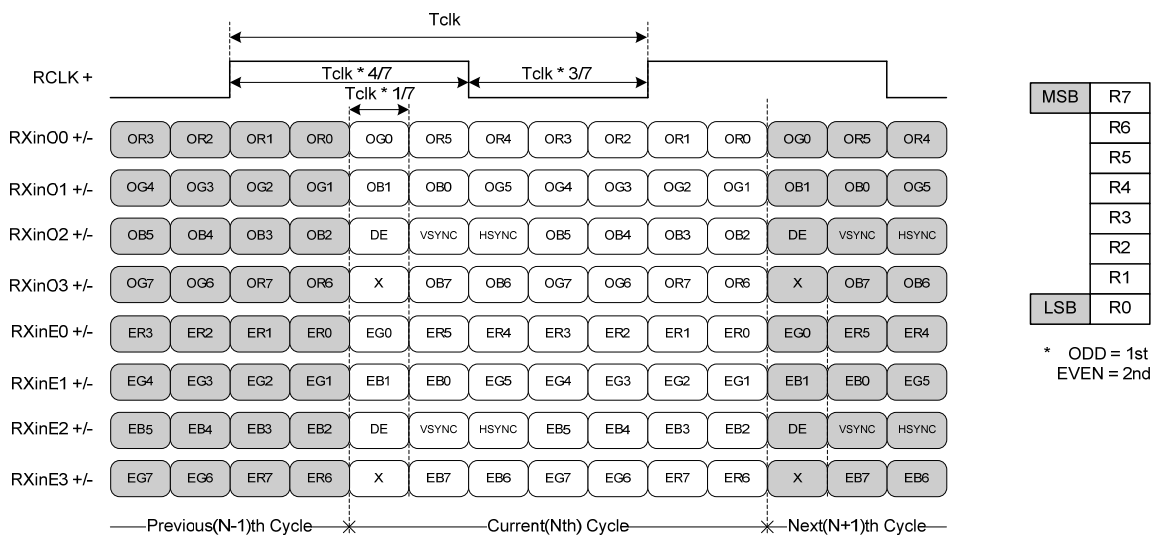 Tclk
RCLK +
Tclk * 4/7 Tclk * 3/7
Tclk * 1/7
RXinO0 +/- OR3 OR2 OR1 OR0 OG0 OR5 OR4 OR3 OR2 OR1 OR0 OG0 OR5 OR4
RXinO1 +/- OG4 OG3 OG2 OG1 OB1 OB0 OG5 OG4 OG3 OG2 OG1 OB1 OB0 OG5
RXinO2 +/- OB5 OB4 OB3 OB2 DE VSYNC HSYNC OB5 OB4 OB3 OB2 DE VSYNC HSYNC
RXinO3 +/- OG7 OG6 OR7 OR6 X OB7 OB6 OG7 OG6 OR7 OR6 X OB7 OB6
RXinE0 +/- ER3 ER2 ER1 ER0 EG0 ER5 ER4 ER3 ER2 ER1 ER0 EG0 ER5 ER4
RXinE1 +/- EG4 EG3 EG2 EG1 EB1 EB0 EG5 EG4 EG3 EG2 EG1 EB1 EB0 EG5
RXinE2 +/- EB5 EB4 EB3 EB2 DE VSYNC HSYNC EB5 EB4 EB3 EB2 DE VSYNC HSYNC
RXinE3 +/- EG7 EG6 ER7 ER6 X EB7 EB6 EG7 EG6 ER7 ER6 X EB7 EB6
Previous(N-1)th Cycle Current(Nth) Cycle Next(N+1)th Cycle
MSB R7
R6
R5
R4
R3
R2
R1
LSB R0
* ODD = 1st
EVEN = 2nd